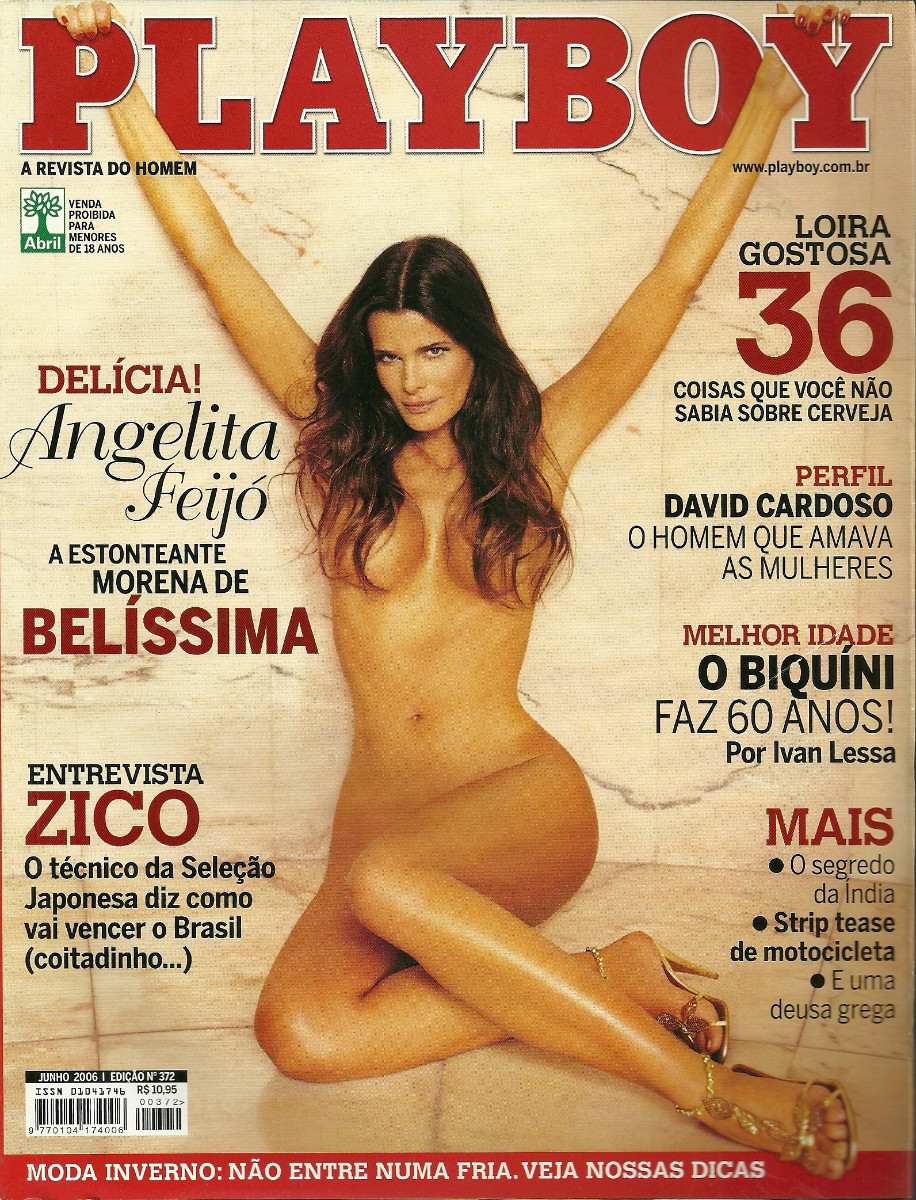 PLAYBOY
A REVISTA DO HOMEM
www.playboy.com.br
Abril
VENDA
PROIBIDA
PARA
MENORES
DE 18 ANOS
LOIRA
GOSTOSA
36
COISAS QUE VOCÊ NÃO
SABIA SOBRE CERVEJA
DELÍCIA!
Angelita
Feijó
A ESTONTEANTE
MORENA DE
BELÍSSIMA
PERFIL
DAVID CARDOSO
O HOMEM QUE AMAVA
AS MULHERES
MELHOR IDADE
O BIQUÍNI
FAZ 60 ANOS!
Por Ivan Lessa
ENTREVISTA
ZICO
O técnico da Seleção
Japonesa diz como
vai vencer o Brasil
(coitadinho...)
MAIS
● O segredo
da Índia
● Strip tease
de motocicleta
● E uma
deusa grega
JUNHO 2006 | EDIÇÃO Nº 372
ISSN 01041746
R$ 10,95
00372>
9 770104 174006
MODA INVERNO: NÃO ENTRE NUMA FRIA. VEJA NOSSAS DICAS